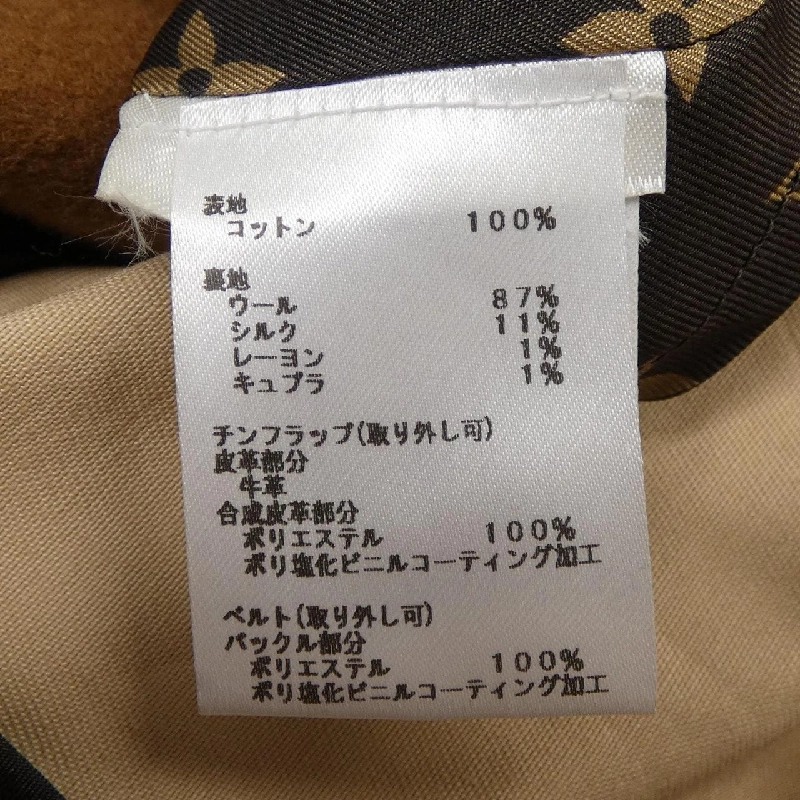 表地
コットン 100%
裏地
ウール 87%
シルク 11%
レーヨン 1%
キュプラ 1%
チンフラップ(取り外し可)
皮革部分
牛革
合成皮革部分
ポリエステル 100%
ポリ塩化ビニルコーティング加工
ベルト(取り外し可)
バックル部分
ポリエステル 100%
ポリ塩化ビニルコーティング加工